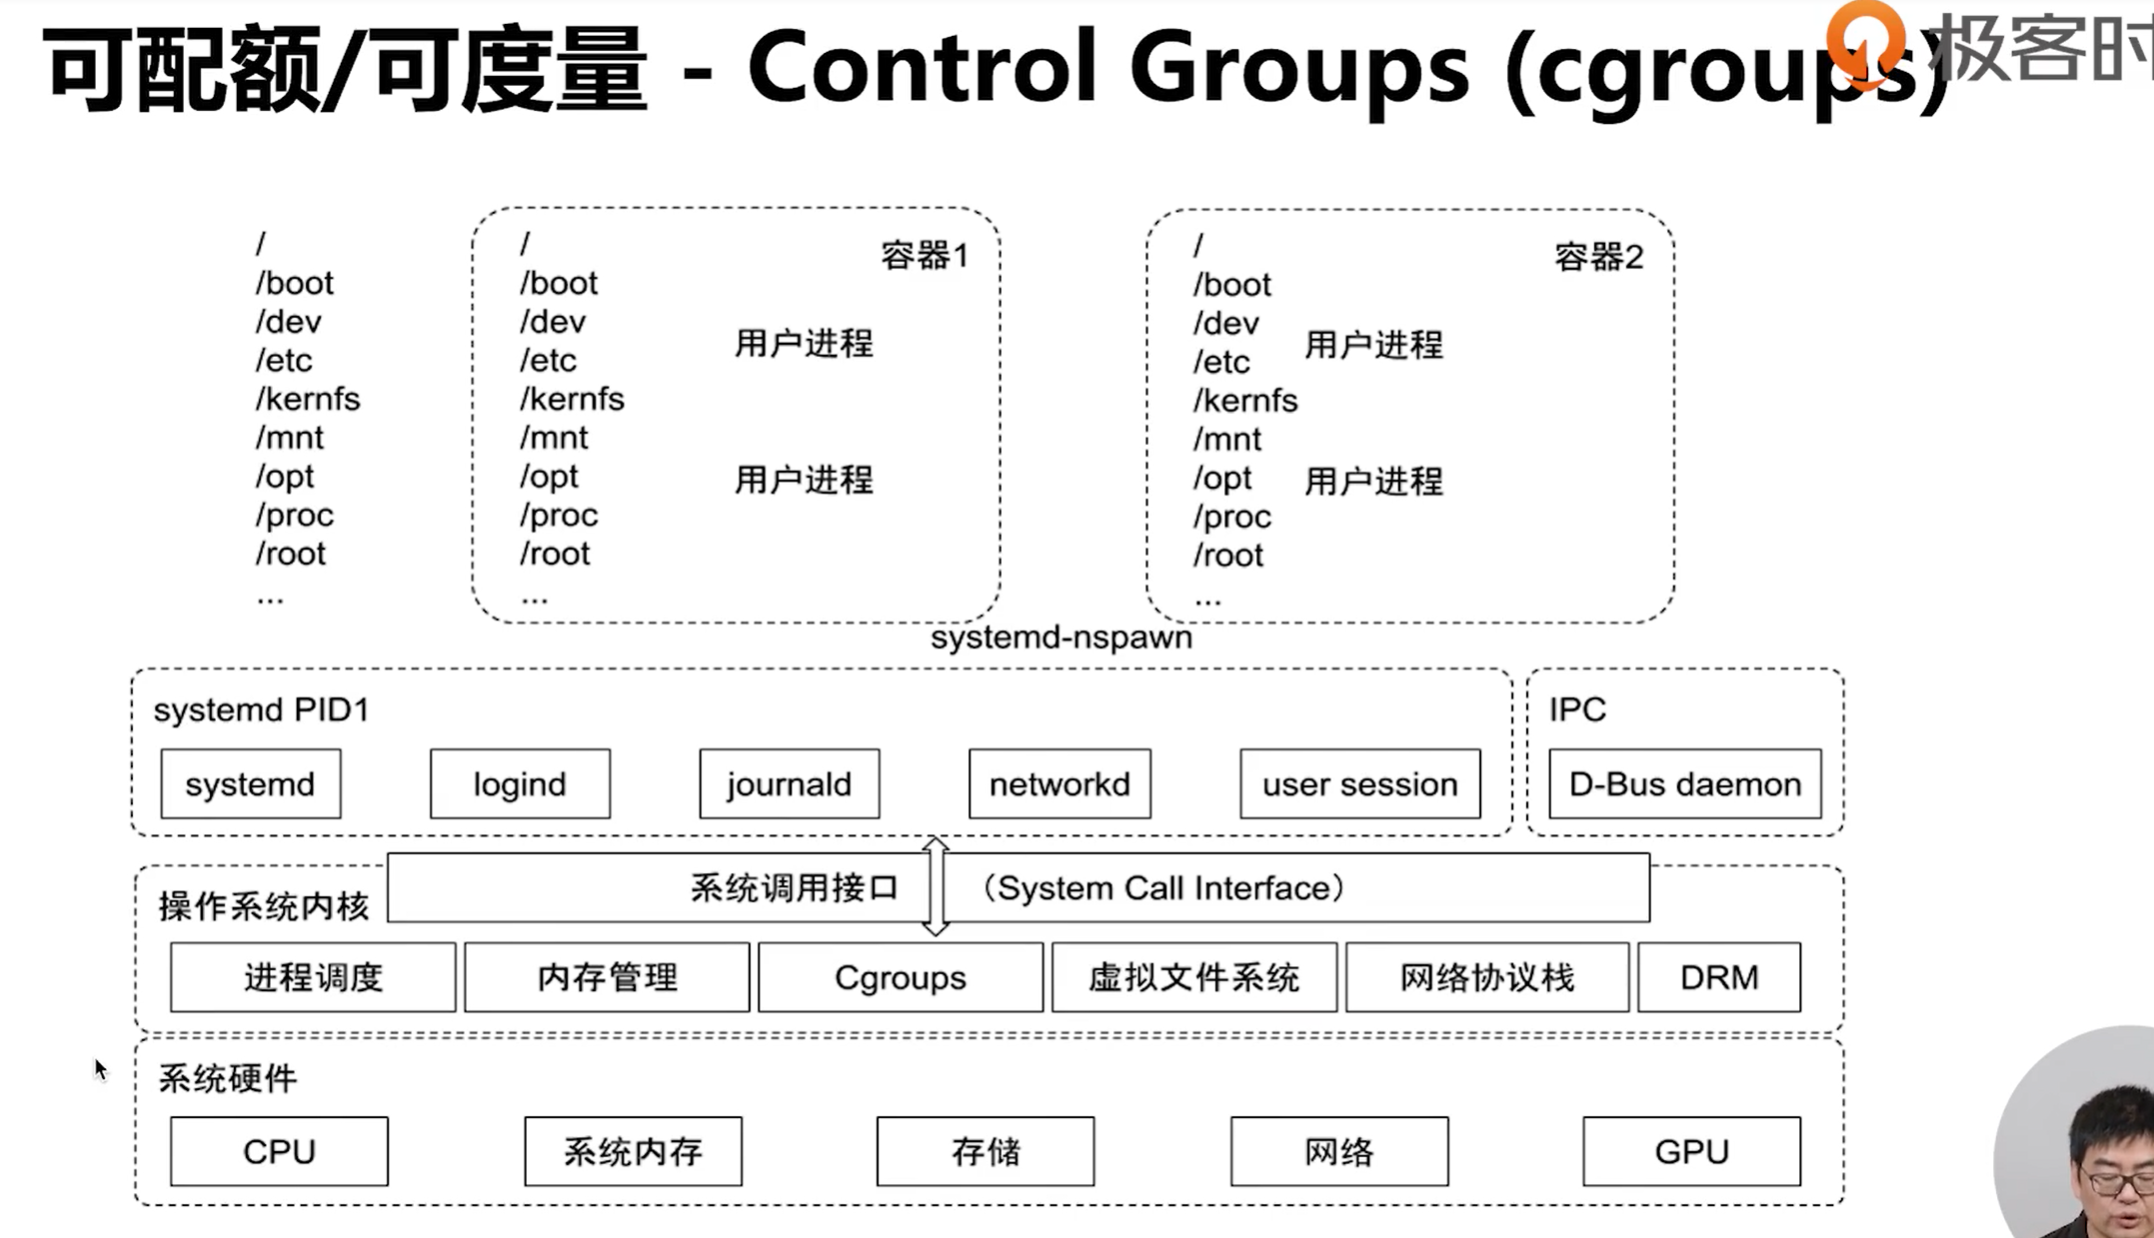 可配额/可度量 - Control Groups (cgroups)
极客时
/
/boot
/dev
/etc
/kernfs
/mnt
/opt
/proc
/root
...
容器1
/
/boot
/dev
/etc
/kernfs
/mnt
/opt
/proc
/root
...
用户进程
用户进程
容器2
/
/boot
/dev
/etc
/kernfs
/mnt
/opt
/proc
/root
...
用户进程
用户进程
systemd-nspawn
systemd PID1
systemd
logind
journald
networkd
user session
IPC
D-Bus daemon
操作系统内核
系统调用接口 （System Call Interface）
进程调度
内存管理
Cgroups
虚拟文件系统
网络协议栈
DRM
系统硬件
CPU
系统内存
存储
网络
GPU